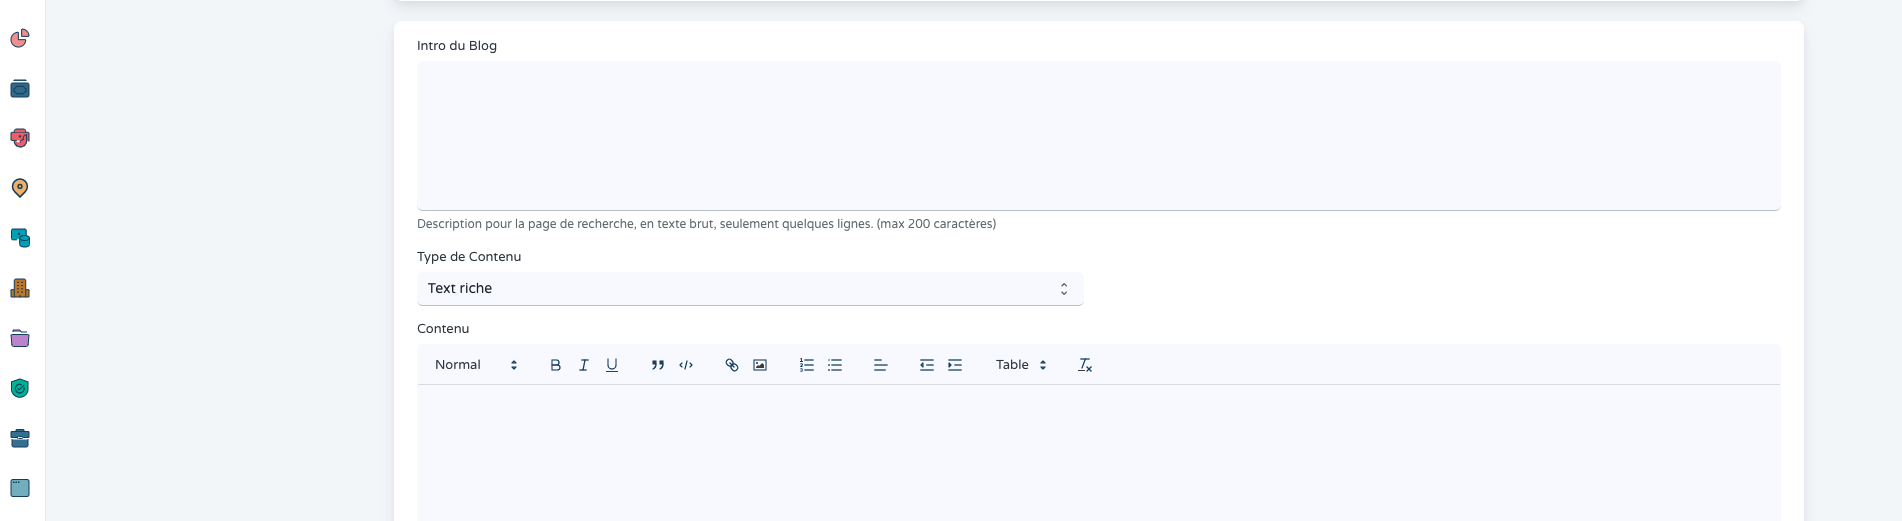 Intro du Blog
Description pour la page de recherche, en texte brut, seulement quelques lignes. (max 200 caractères)
Type de Contenu
Text riche
Contenu
Normal B I U Table